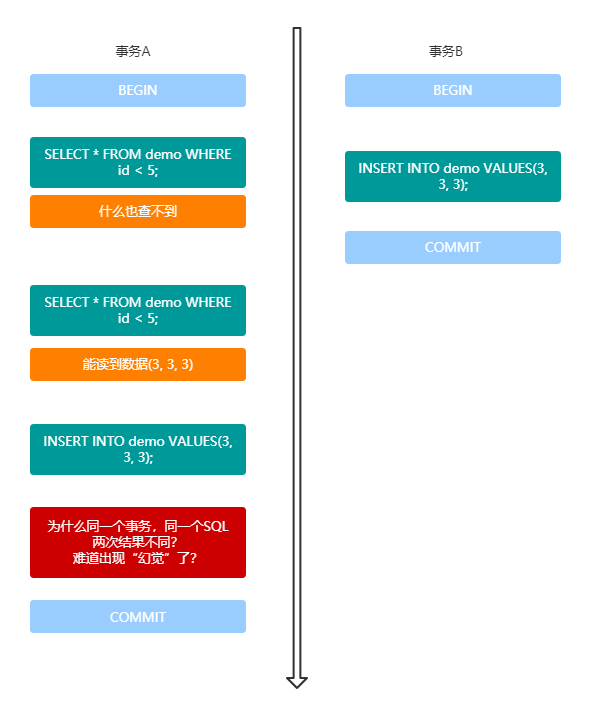 事务A
BEGIN
SELECT * FROM demo WHERE
id < 5;
什么也查不到
SELECT * FROM demo WHERE
id < 5;
能读到数据(3, 3, 3)
INSERT INTO demo VALUES(3,
3, 3);
为什么同一个事务，同一个SQL
两次结果不同？
难道出现“幻觉”了？
COMMIT
事务B
BEGIN
INSERT INTO demo VALUES(3,
3, 3);
COMMIT